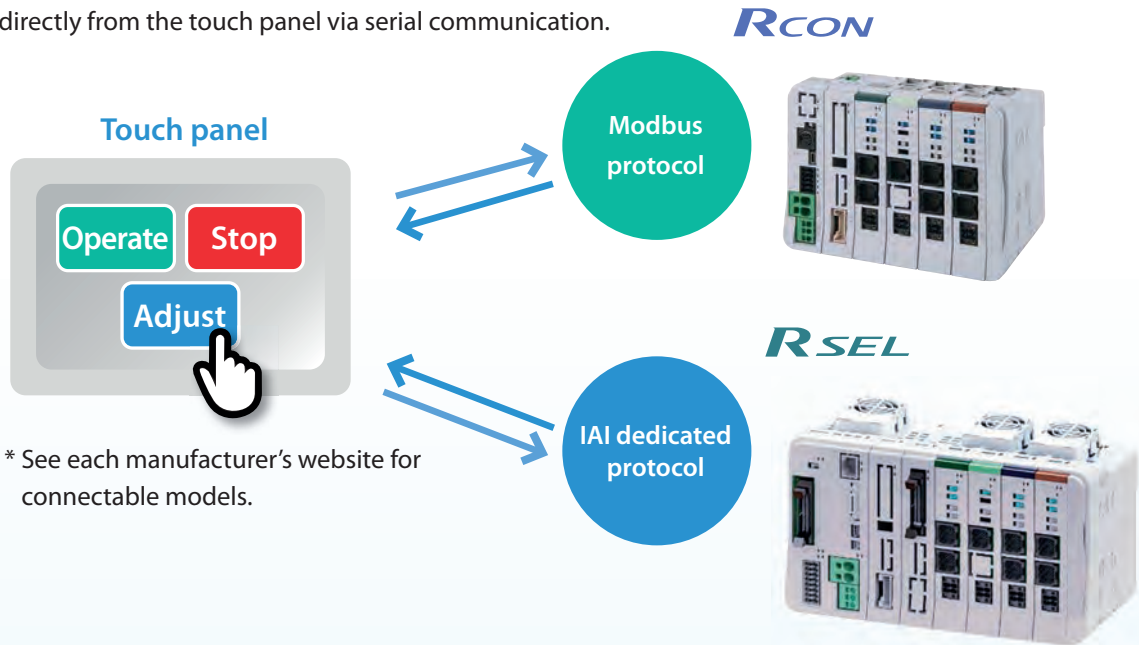 directly from the touch panel via serial communication.
RCON
Touch panel
Modbus
protocol
Operate
Stop
Adjust
RSEL
IAI dedicated
protocol
* See each manufacturer's website for
connectable models.